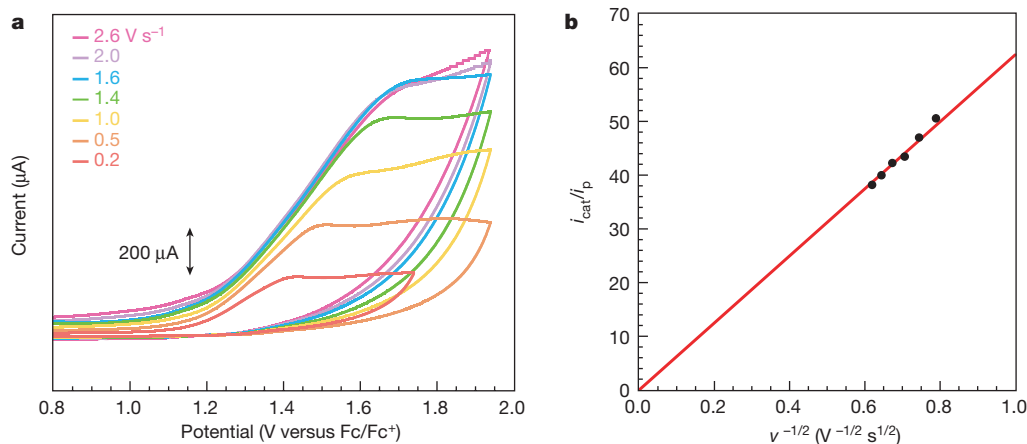 a
2.6 V s⁻¹
2.0
1.6
1.4
1.0
0.5
0.2
200 µA
Current (µA)
0.8 1.0 1.2 1.4 1.6 1.8 2.0
Potential (V versus Fc/Fc⁺)
b
70
60
50
40
30
20
10
0
i_cat/i_p
0.0 0.2 0.4 0.6 0.8 1.0
v⁻¹/² (V⁻¹/² s¹/²)